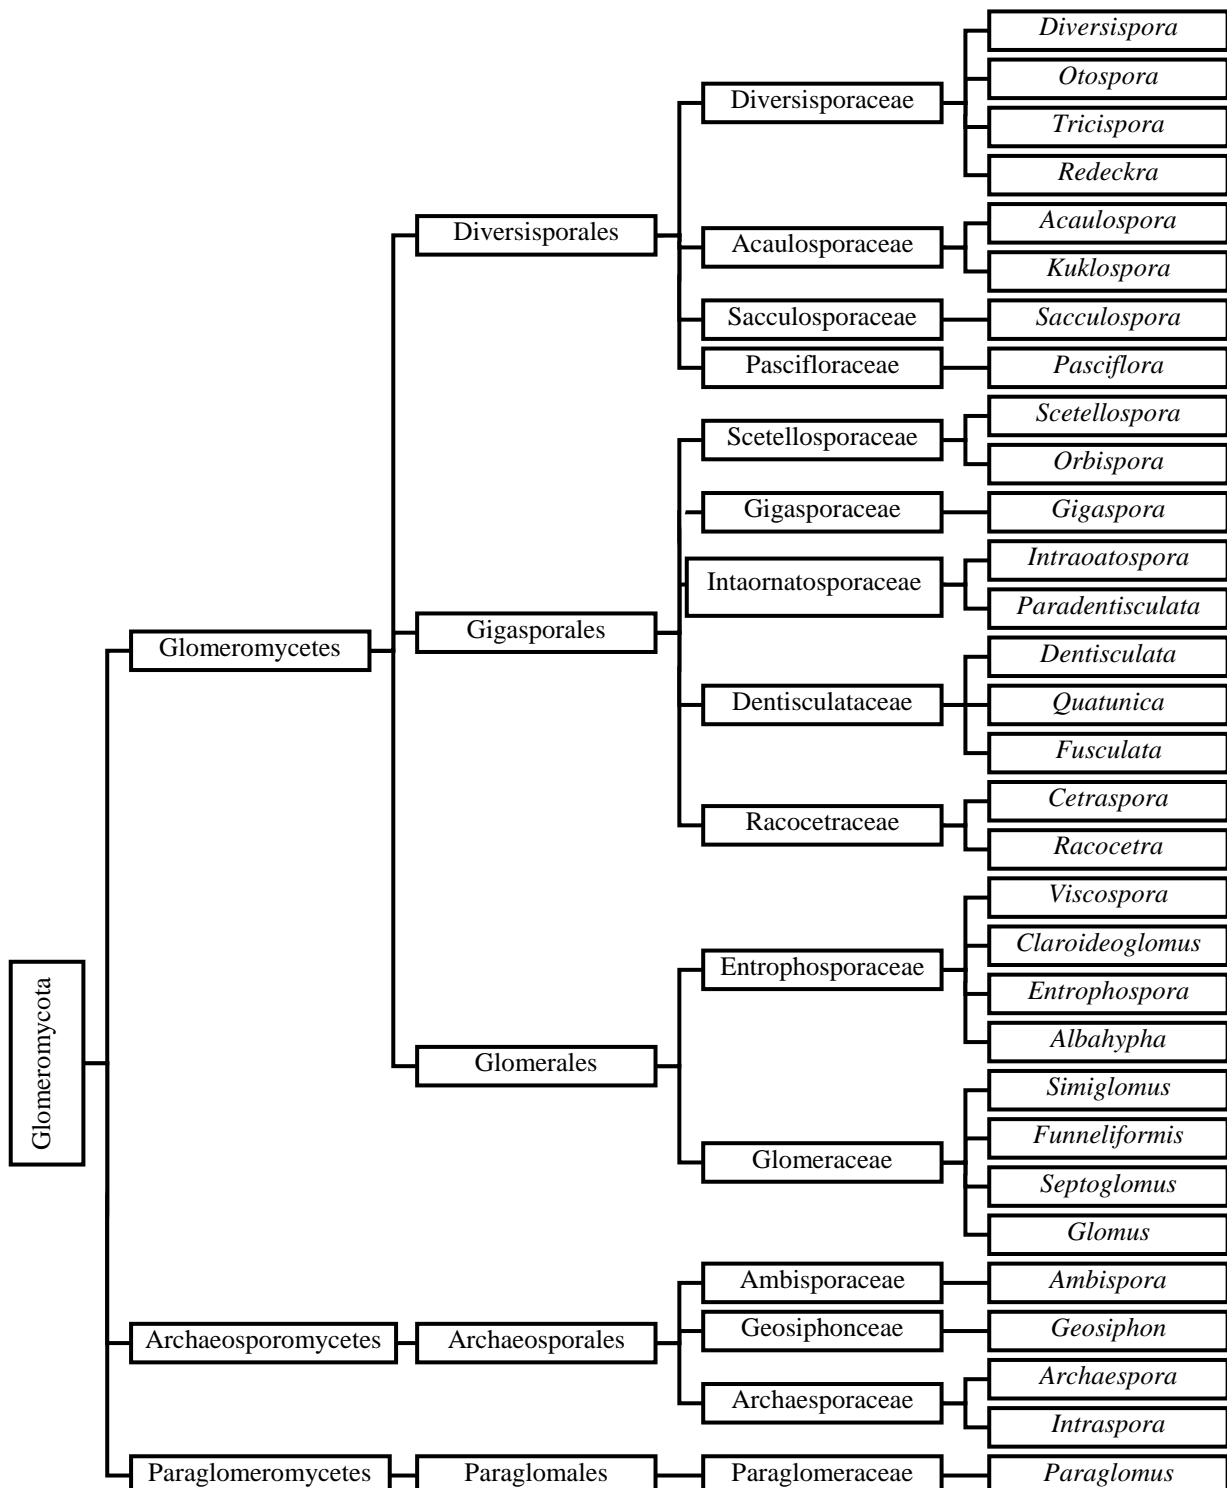 Glomeromycota
Glomeromycetes
Diversisporales
Diversisporaceae
Diversispora
Otospora
Tricispora
Redeckra
Acaulosporaceae
Acaulospora
Kuklospora
Sacculosporaceae
Sacculospora
Pascifloraceae
Pasciflora
Gigasporales
Scetellosporaceae
Scetellospora
Orbispora
Gigasporaceae
Gigaspora
Intaornatosporaceae
Intraoatospora
Paradentisculata
Dentisculataceae
Dentisculata
Quatunica
Fusculata
Racocetraceae
Cetraspora
Racocetra
Glomerales
Entrophosporaceae
Viscospora
Claroideoglomus
Entrophospora
Albahypha
Glomeraceae
Simiglomus
Funneliformis
Septoglomus
Glomus
Archaeosporomycetes
Archaeosporales
Ambisporaceae
Ambispora
Geosiphonceae
Geosiphon
Archaesporaceae
Archaespora
Intraspora
Paraglomeromycetes
Paraglomales
Paraglomeraceae
Paraglomus